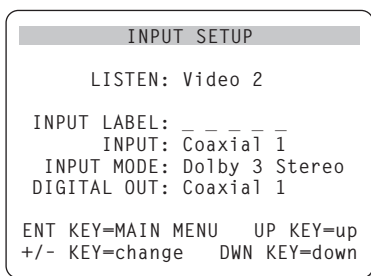 INPUT SETUP
LISTEN: Video 2
INPUT LABEL: _ _ _ _ _
INPUT: Coaxial 1
INPUT MODE: Dolby 3 Stereo
DIGITAL OUT: Coaxial 1
ENT KEY=MAIN MENU UP KEY=up
+/- KEY=change DWN KEY=down